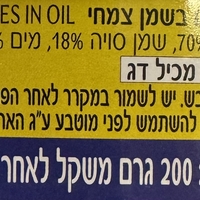 ES IN OIL בשמן צמחי
70%, שמן סויה 18%, מים
מכיל דג
בש. יש לשמור במקרר לאחר הפ
להשתמש לפני מוטבע ע"ג האר
200 גרם משקל לאחר